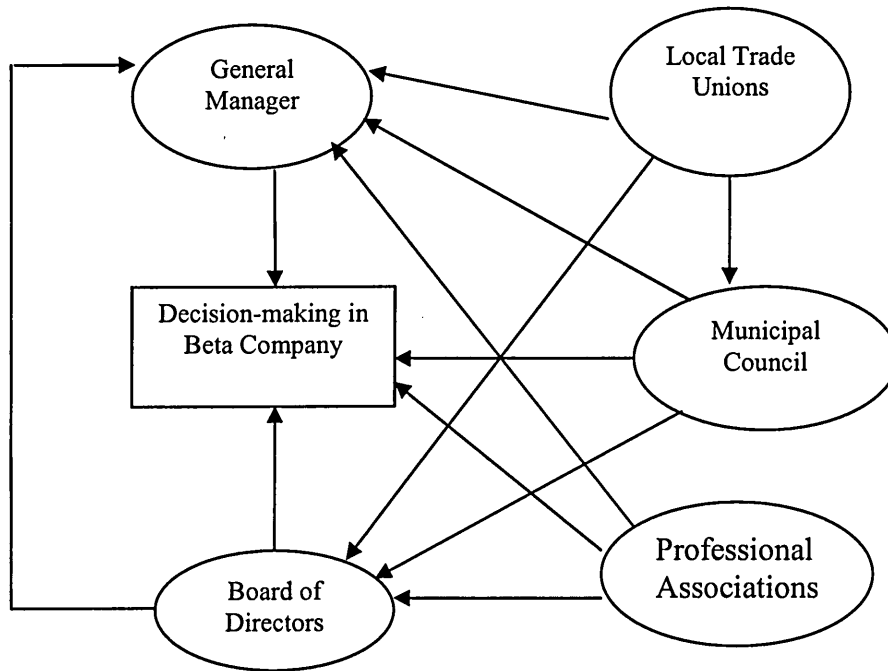 General
Manager
Local Trade
Unions
Decision-making in
Beta Company
Municipal
Council
Board of
Directors
Professional
Associations